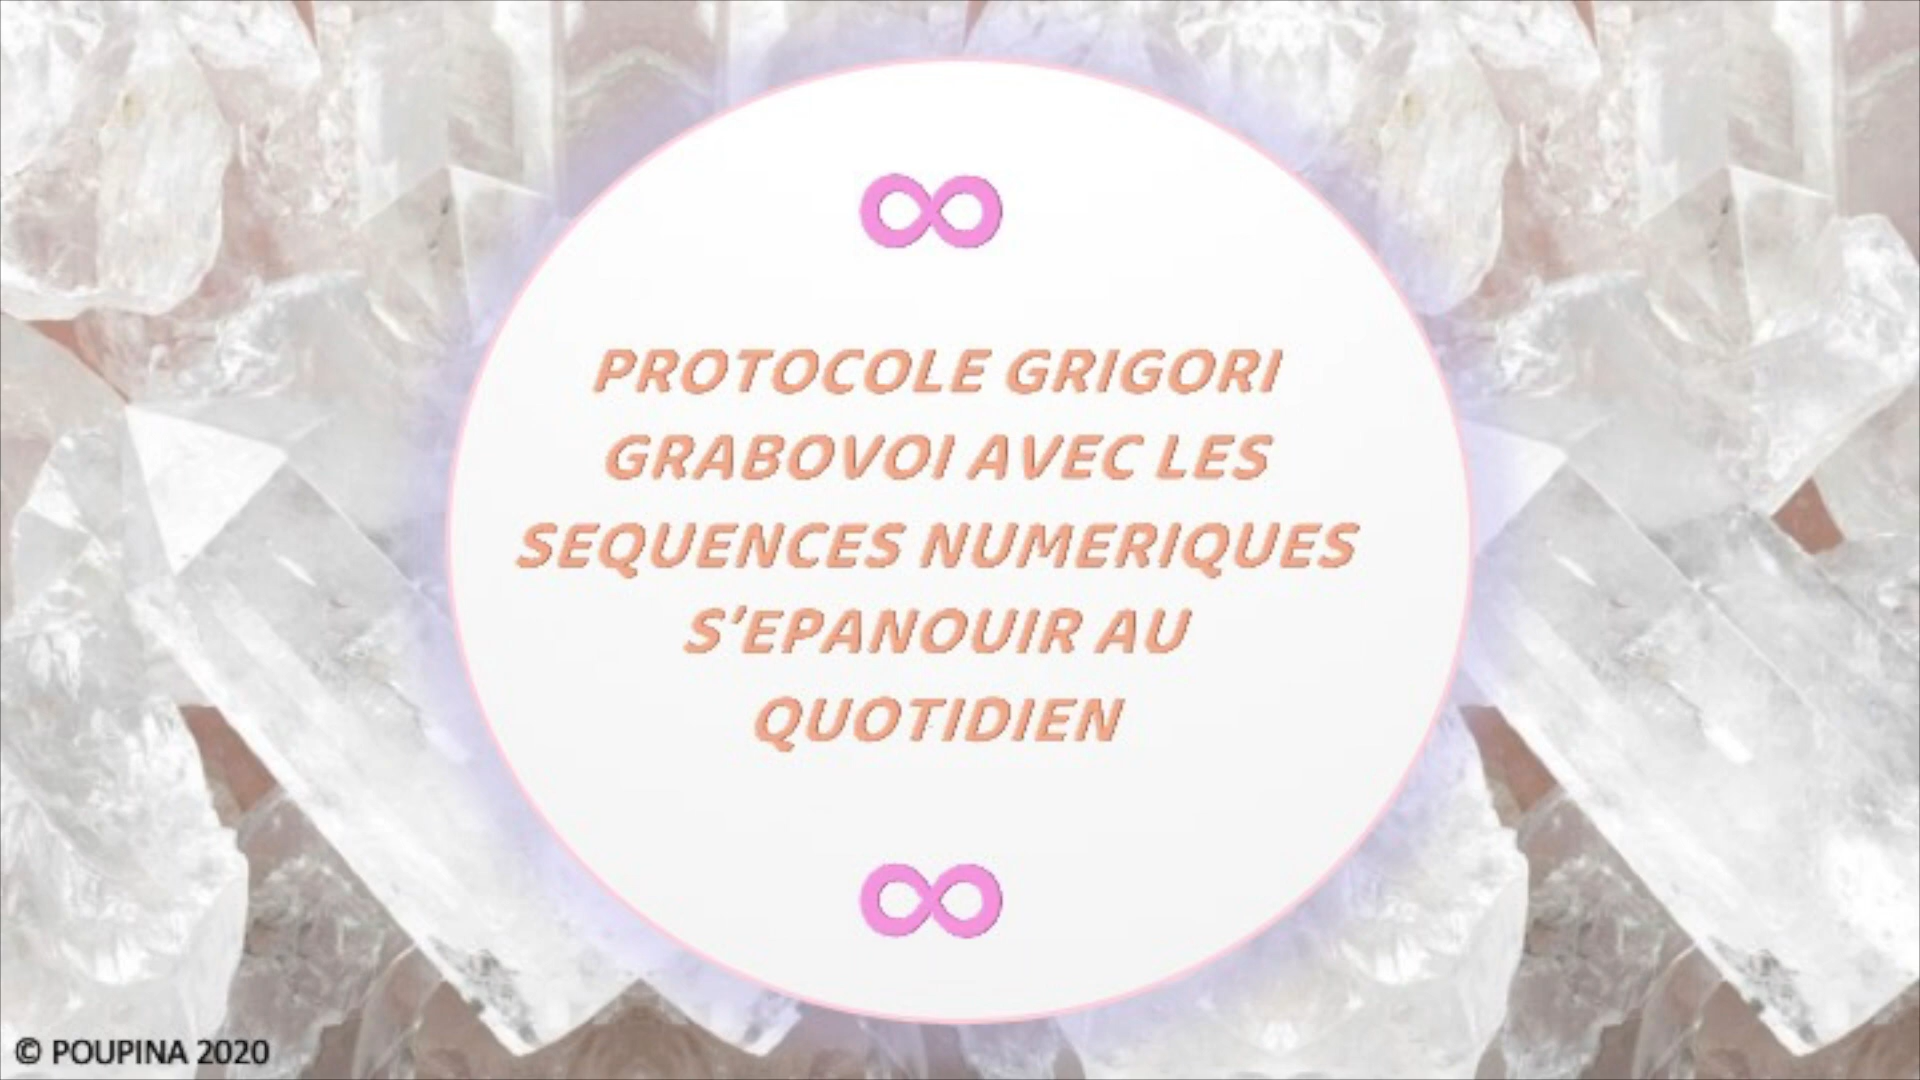 ∞
PROTOCOLE GRIGORI
GRABOVOI AVEC LES
SEQUENCES NUMERIQUES
S'EPANOUIR AU
QUOTIDIEN
∞
© POUPINA 2020